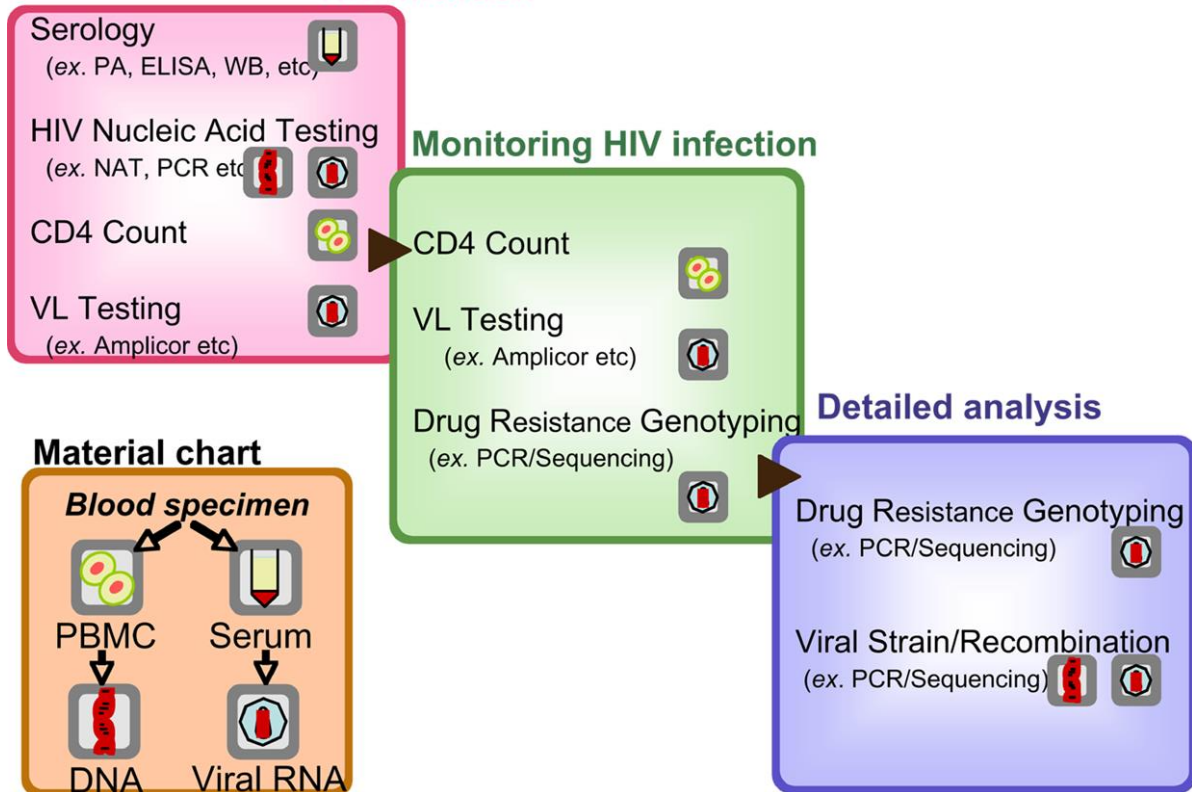 Serology
(ex. PA, ELISA, WB, etc)
HIV Nucleic Acid Testing
(ex. NAT, PCR etc
CD4 Count
VL Testing
(ex. Amplicor etc)
Monitoring HIV infection
CD4 Count
VL Testing
(ex. Amplicor etc)
Drug Resistance Genotyping
(ex. PCR/Sequencing)
Detailed analysis
Drug Resistance Genotyping
(ex. PCR/Sequencing)
Viral Strain/Recombination
(ex. PCR/Sequencing)
Material chart
Blood specimen
PBMC Serum
DNA Viral RNA